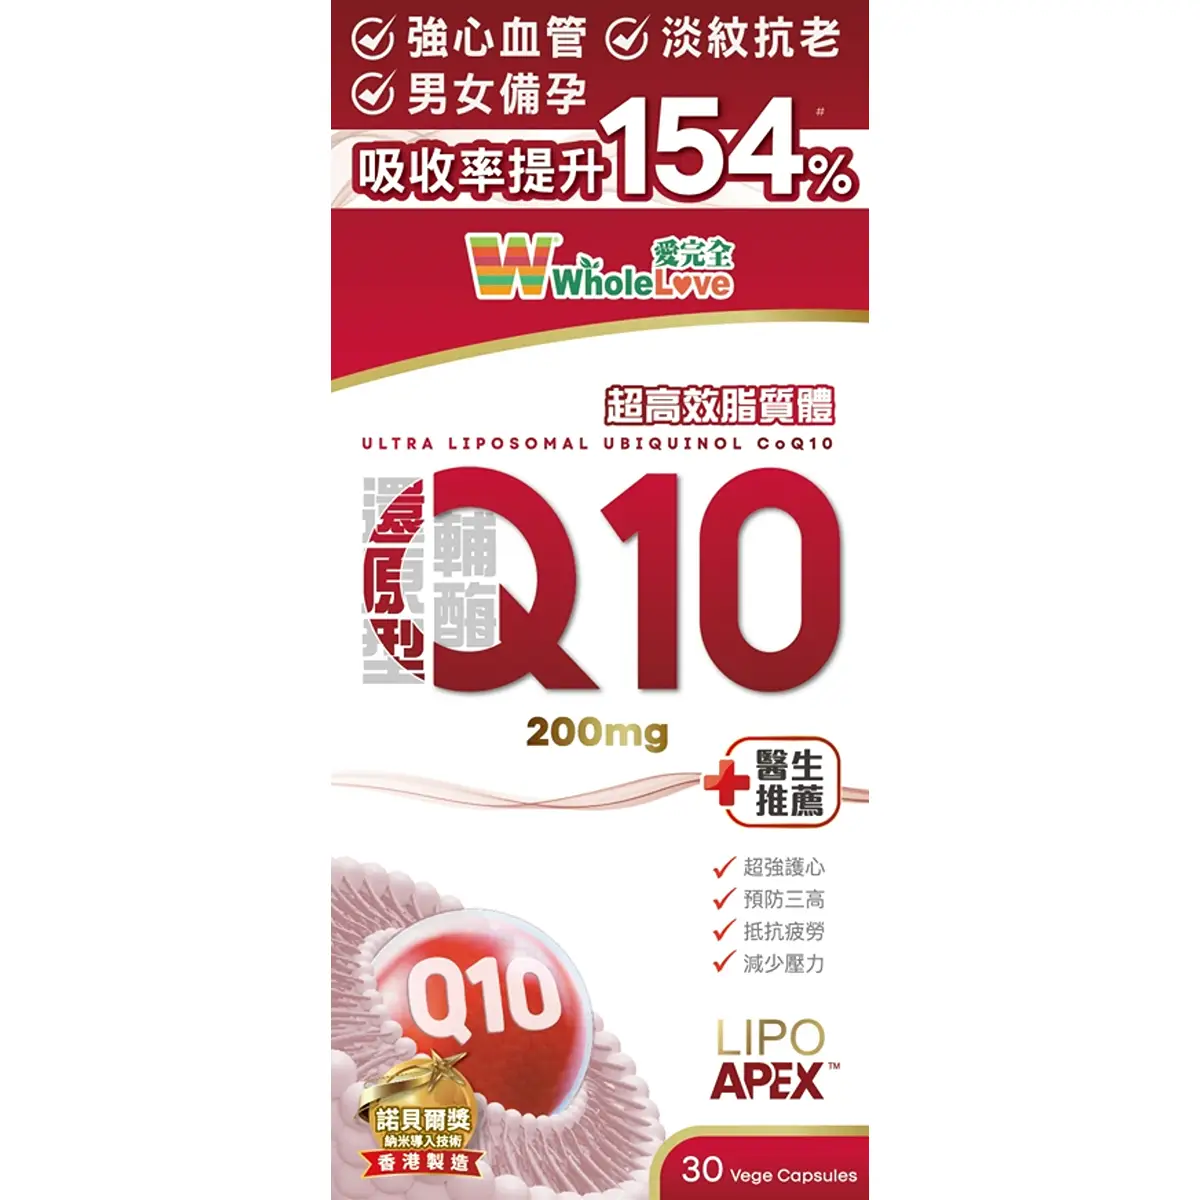 強心血管 淡紋抗老
男女備孕
吸收率提升154%#
W® WholeLove 愛完全
超高效脂質體
ULTRA LIPOSOMAL UBIQUINOL CoQ10
還原型
輔酶
Q10
200mg
醫生
推薦
超強護心
預防三高
抵抗疲勞
減少壓力
Q10
LIPO
APEX™
諾貝爾獎
納米導入技術
香港製造
30 Vege Capsules